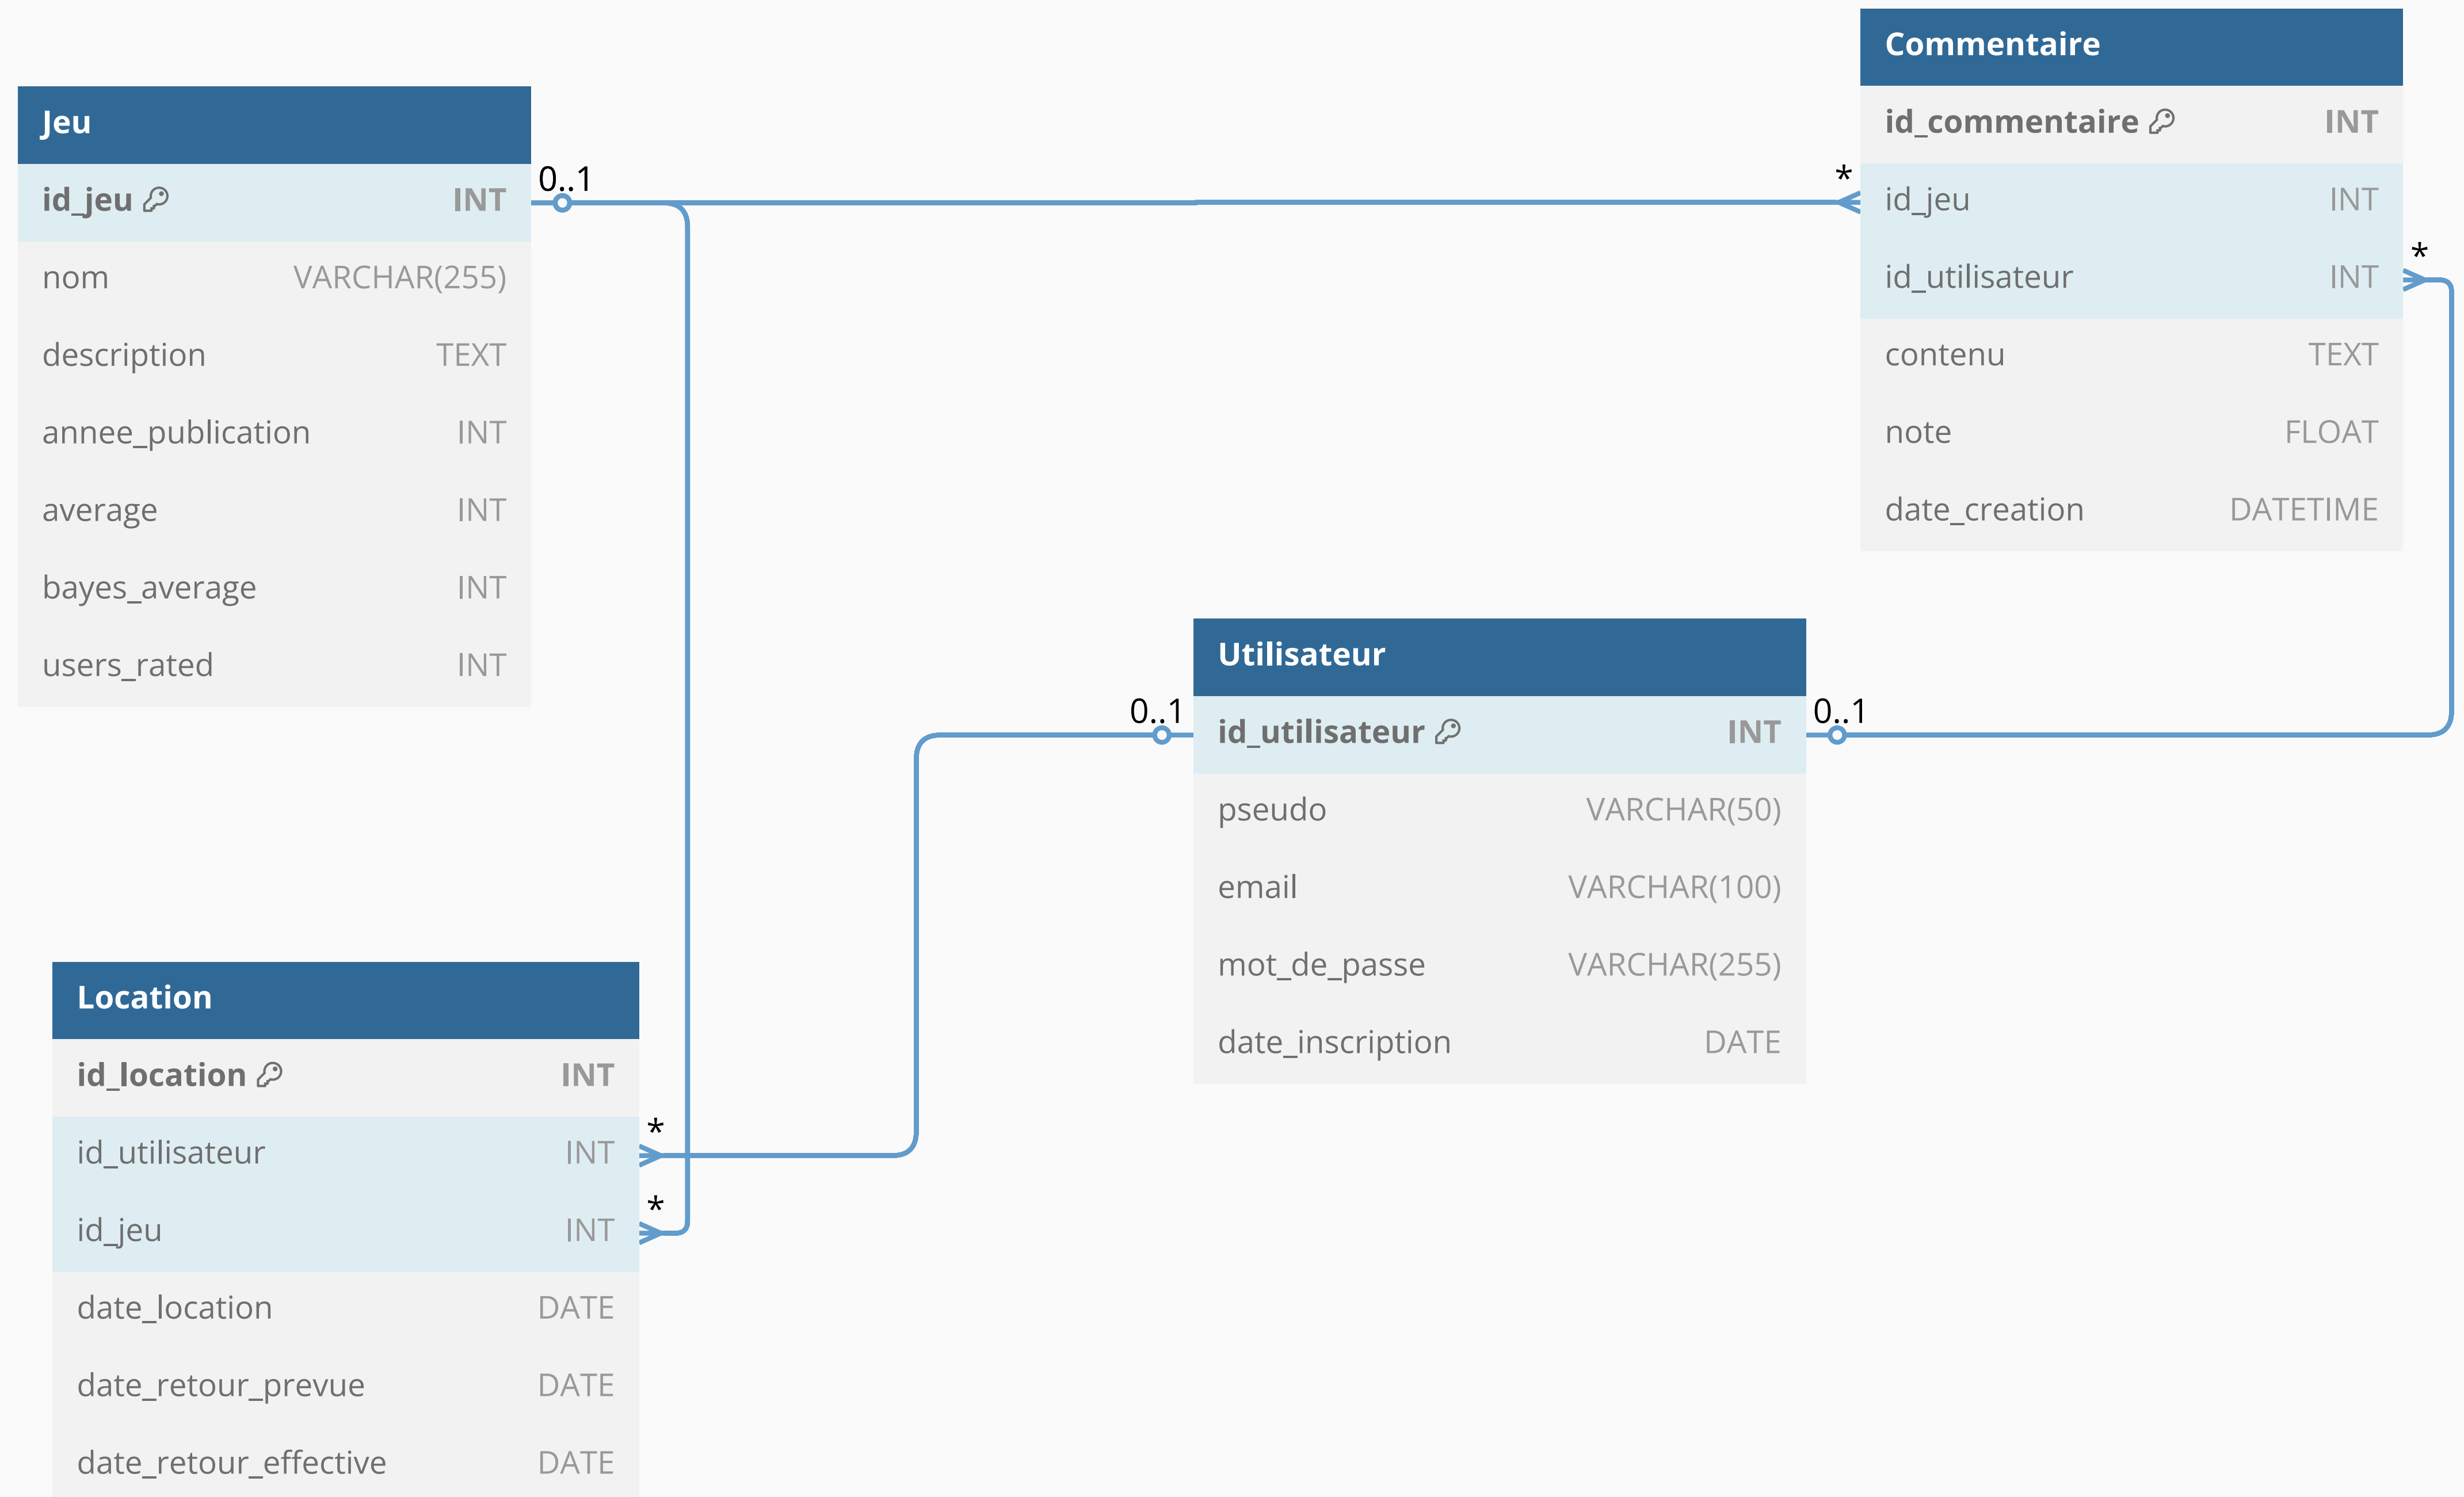 Jeu
id_jeu INT
nom VARCHAR(255)
description TEXT
annee_publication INT
average INT
bayes_average INT
users_rated INT
0..1
*
Commentaire
id_commentaire INT
id_jeu INT
id_utilisateur INT
contenu TEXT
note FLOAT
date_creation DATETIME
*
Utilisateur
id_utilisateur INT
pseudo VARCHAR(50)
email VARCHAR(100)
mot_de_passe VARCHAR(255)
date_inscription DATE
0..1
0..1
Location
id_location INT
id_utilisateur INT
id_jeu INT
date_location DATE
date_retour_prevue DATE
date_retour_effective DATE
*
*